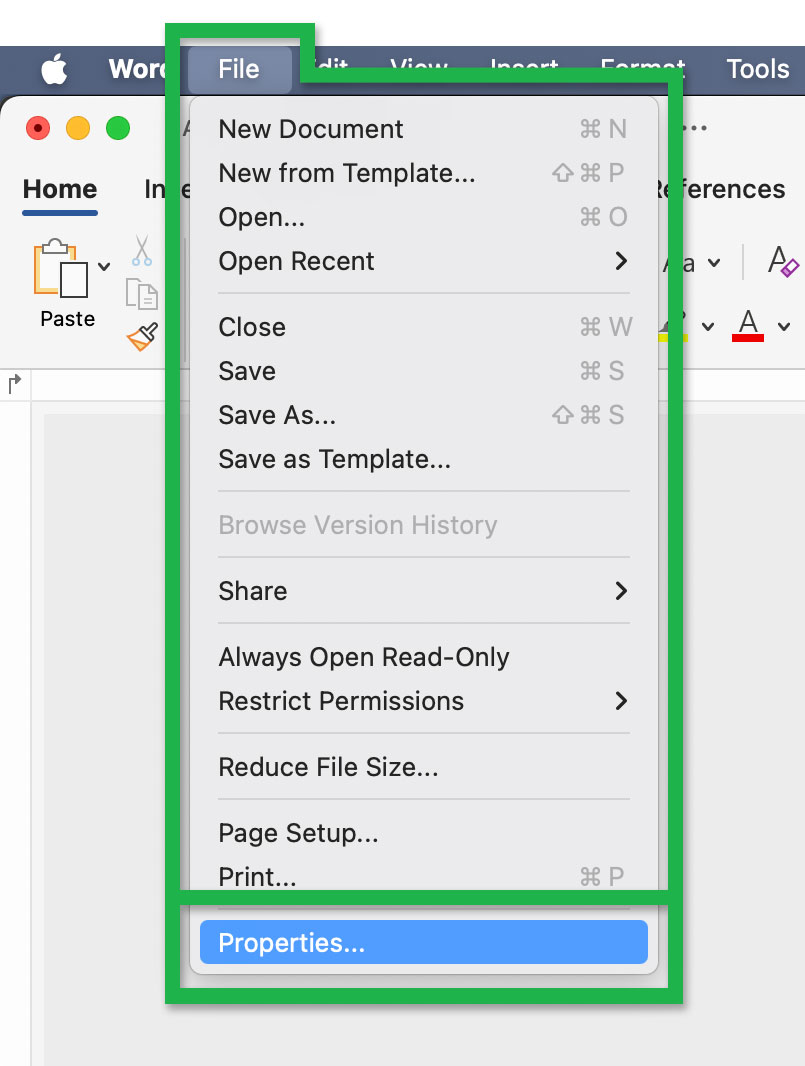 Word File Edit View Insert Format Tools
Home
References
Paste
Aa
A
A
New Document ⌘ N
New from Template... ⇧ ⌘ P
Open... ⌘ O
Open Recent
Close ⌘ W
Save ⌘ S
Save As... ⇧ ⌘ S
Save as Template...
Browse Version History
Share
Always Open Read-Only
Restrict Permissions
Reduce File Size...
Page Setup...
Print... ⌘ P
Properties...